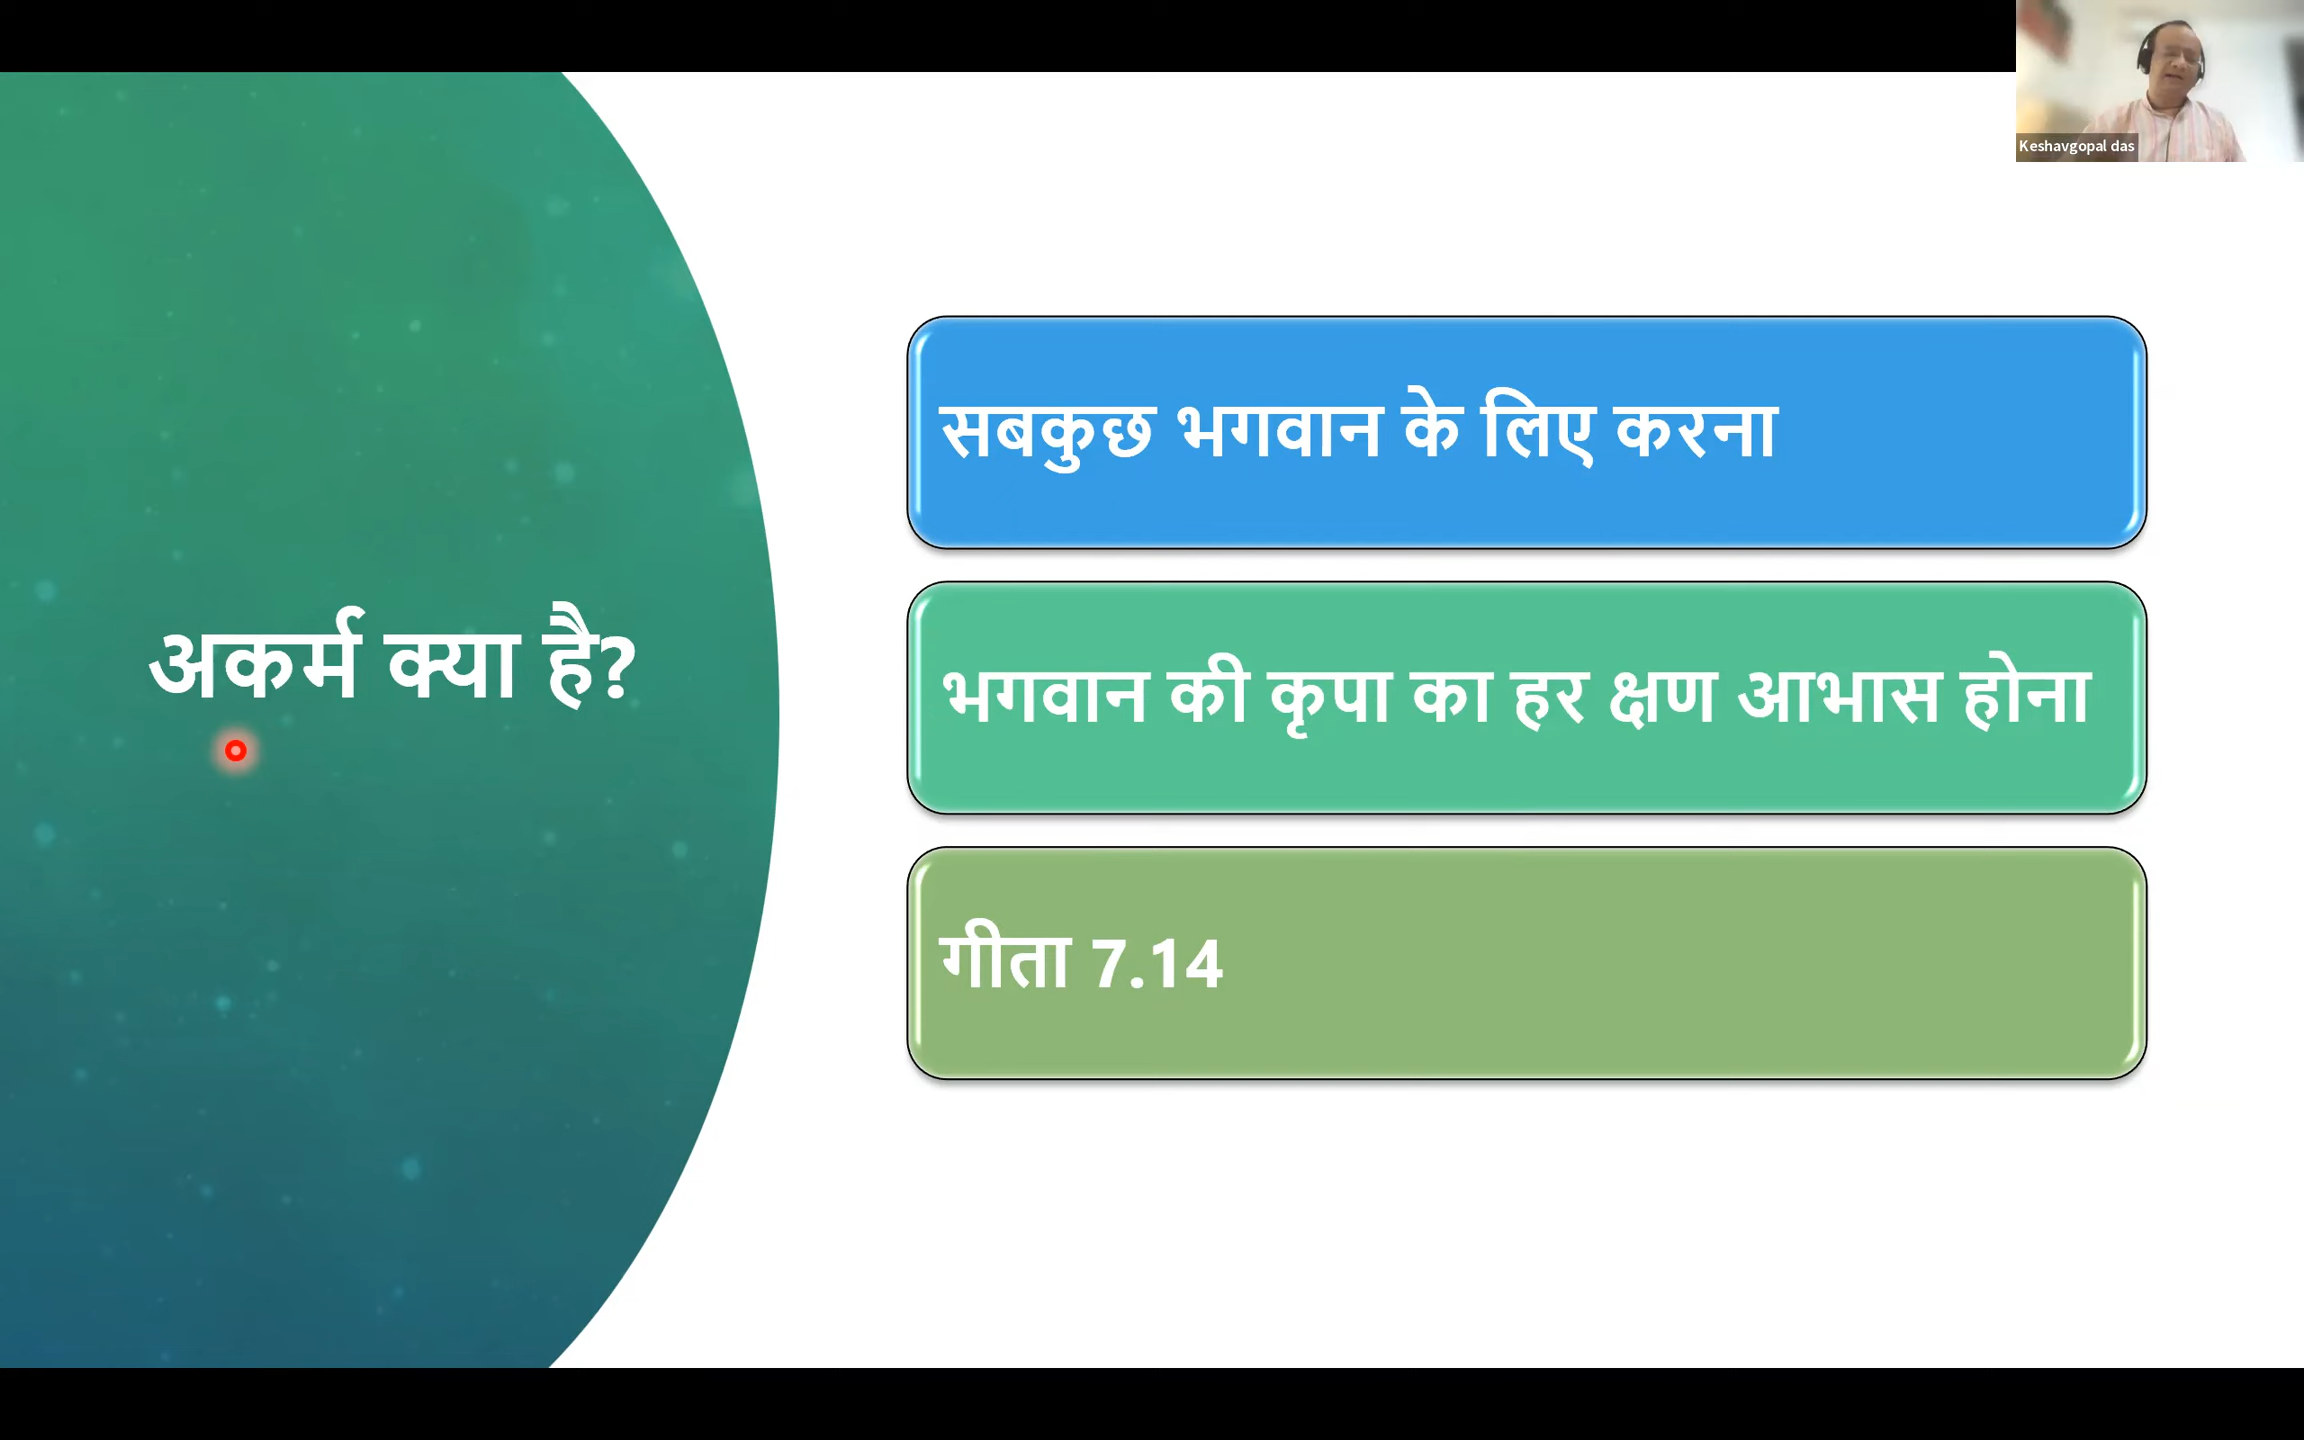 Keshavgopal das
अकर्म क्या है?
सबकुछ भगवान के लिए करना
भगवान की कृपा का हर क्षण आभास होना
गीता 7.14